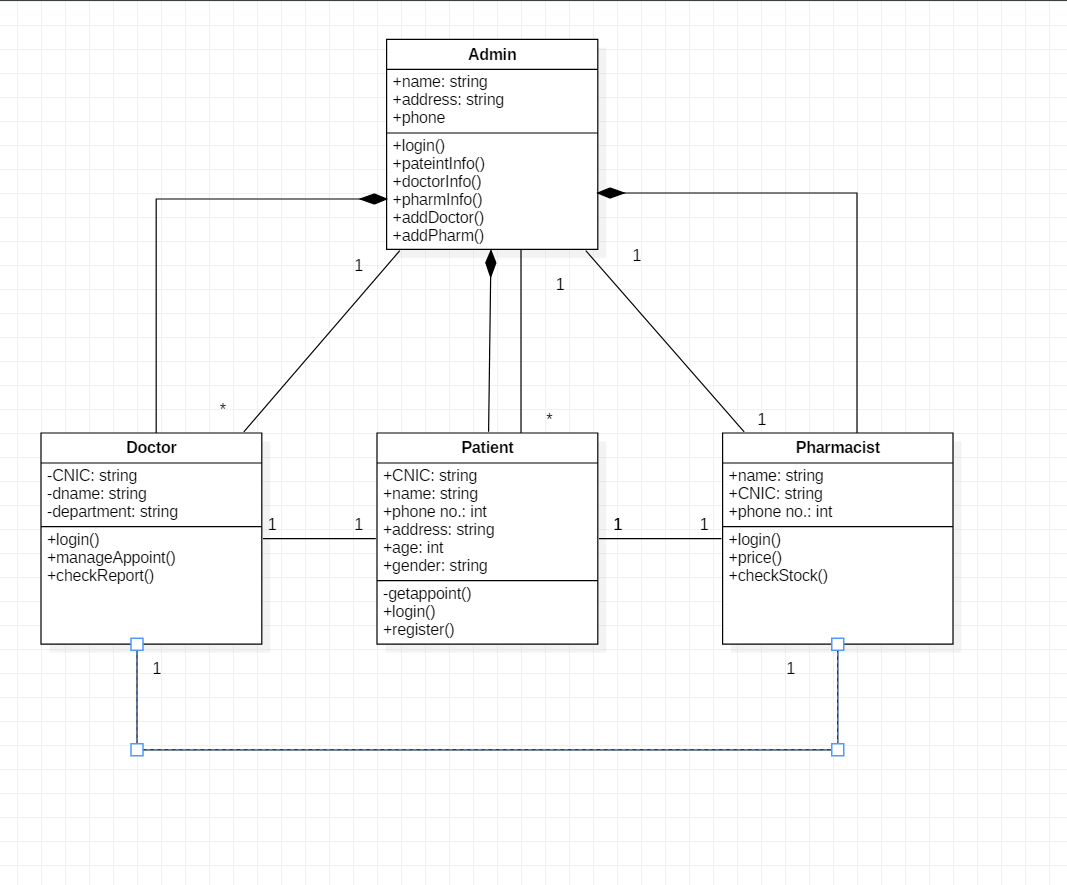 Admin
+name: string
+address: string
+phone
+login()
+pateintInfo()
+doctorInfo()
+pharmInfo()
+addDoctor()
+addPharm()
1
1
1
*
*
1
Doctor
-CNIC: string
-dname: string
-department: string
+login()
+manageAppoint()
+checkReport()
1
1
Patient
+CNIC: string
+name: string
+phone no.: int
+address: string
+age: int
+gender: string
-getappoint()
+login()
+register()
1
1
Pharmacist
+name: string
+CNIC: string
+phone no.: int
+login()
+price()
+checkStock()
1
1